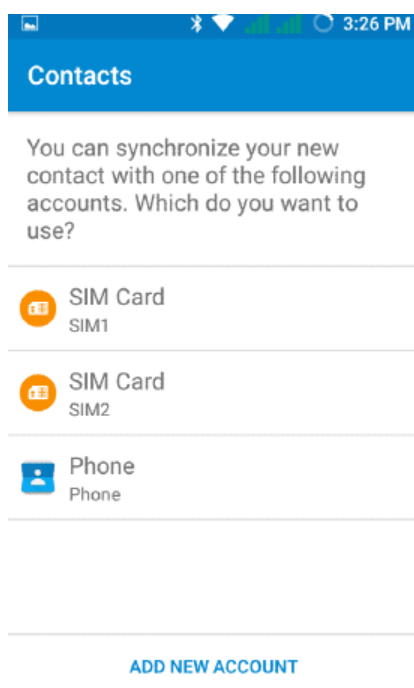 3:26 PM
Contacts
You can synchronize your new
contact with one of the following
accounts. Which do you want to
use?
SIM Card
SIM1
SIM Card
SIM2
Phone
Phone
ADD NEW ACCOUNT